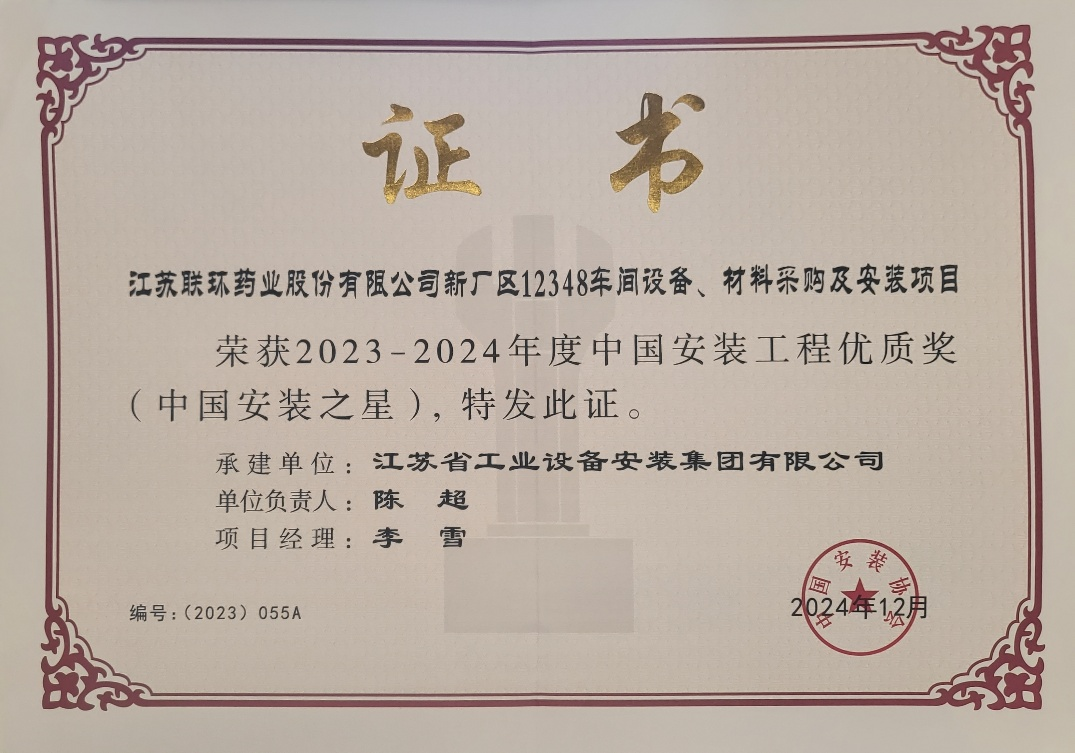 证书
江苏联环药业股份有限公司新厂区12348车间设备、材料采购及安装项目
荣获2023-2024年度中国安装工程优质奖
（中国安装之星），特发此证。
承建单位：江苏省工业设备安装集团有限公司
单位负责人：陈 超
项目经理：李 雪
编号：（2023）055A
2024年12月
中国安装协会